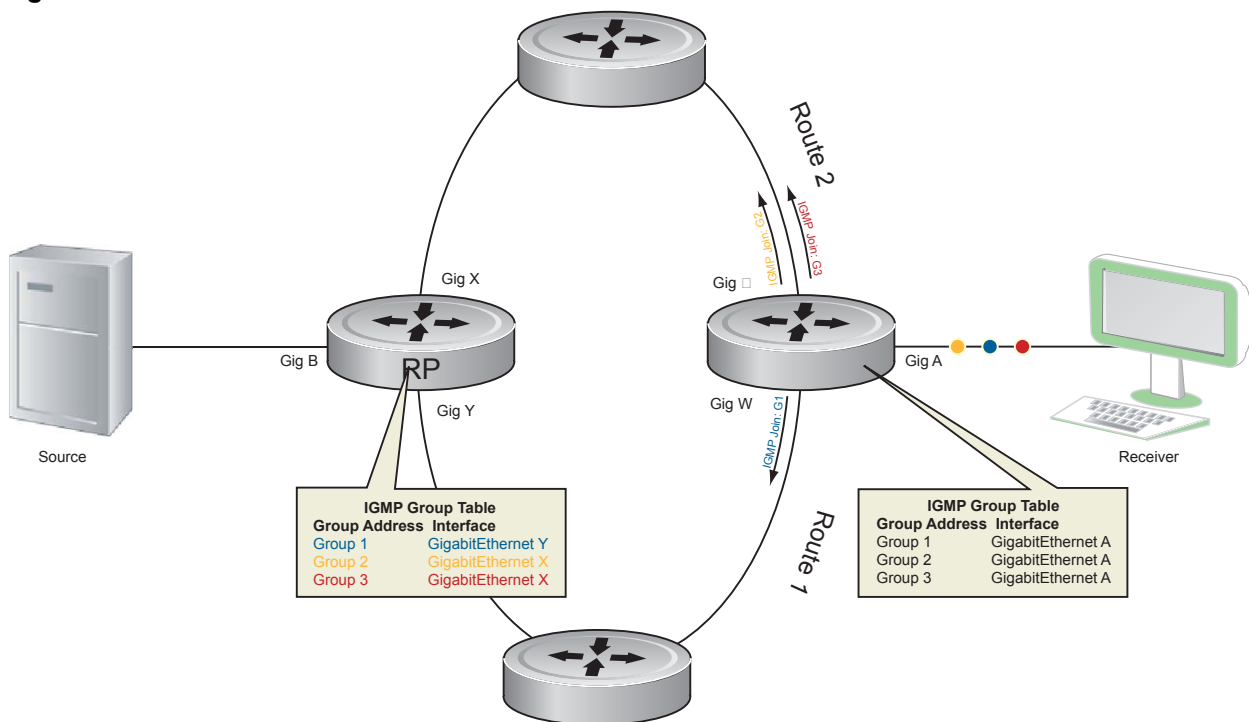 Route 2
IGMP Join: G2
IGMP Join: G3
Gig X
Gig □
RP
Gig B
Gig A
Gig Y
Gig W
IGMP Join: G1
Source
Receiver
IGMP Group Table
Group Address Interface
Group 1 GigabitEthernet Y
Group 2 GigabitEthernet X
Group 3 GigabitEthernet X
Route 1
IGMP Group Table
Group Address Interface
Group 1 GigabitEthernet A
Group 2 GigabitEthernet A
Group 3 GigabitEthernet A